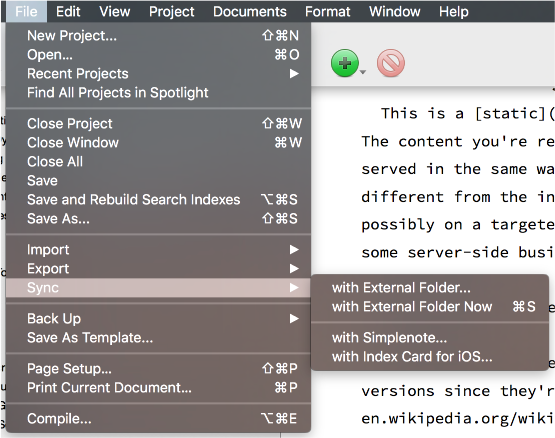 File Edit View Project Documents Format Window Help
New Project... ⇧⌘N
Open... ⌘O
Recent Projects ▶
Find All Projects in Spotlight
Close Project ⇧⌘W
Close Window ⌘W
Close All
Save
Save and Rebuild Search Indexes ⌥⌘S
Save As... ⇧⌘S
Import ▶
Export ▶
Sync ▶
Back Up ▶
Save As Template...
Page Setup... ⇧⌘P
Print Current Document... ⌘P
Compile... ⌥⌘E
with External Folder...
with External Folder Now ⌘S
with Simplenote...
with Index Card for iOS...
This is a [static](
The content you're re
served in the same wa
different from the in
possibly on a targete
some server-side busi
versions since they'r
en.wikipedia.org/wiki